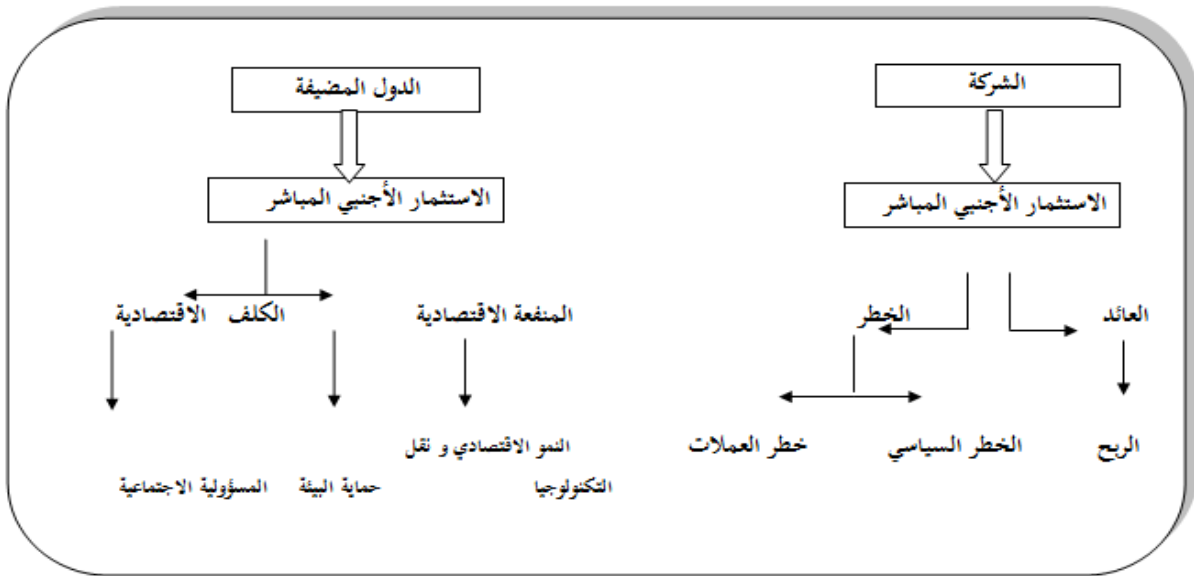 الشركة
الدول المضيفة
الاستثمار الأجنبي المباشر
الاستثمار الأجنبي المباشر
العائد
الخطر
المنفعة الاقتصادية
الكلف الاقتصادية
الربح
الخطر السياسي
خطر العملات
النمو الاقتصادي و نقل
التكنولوجيا
حماية البيئة
المسؤولية الاجتماعية